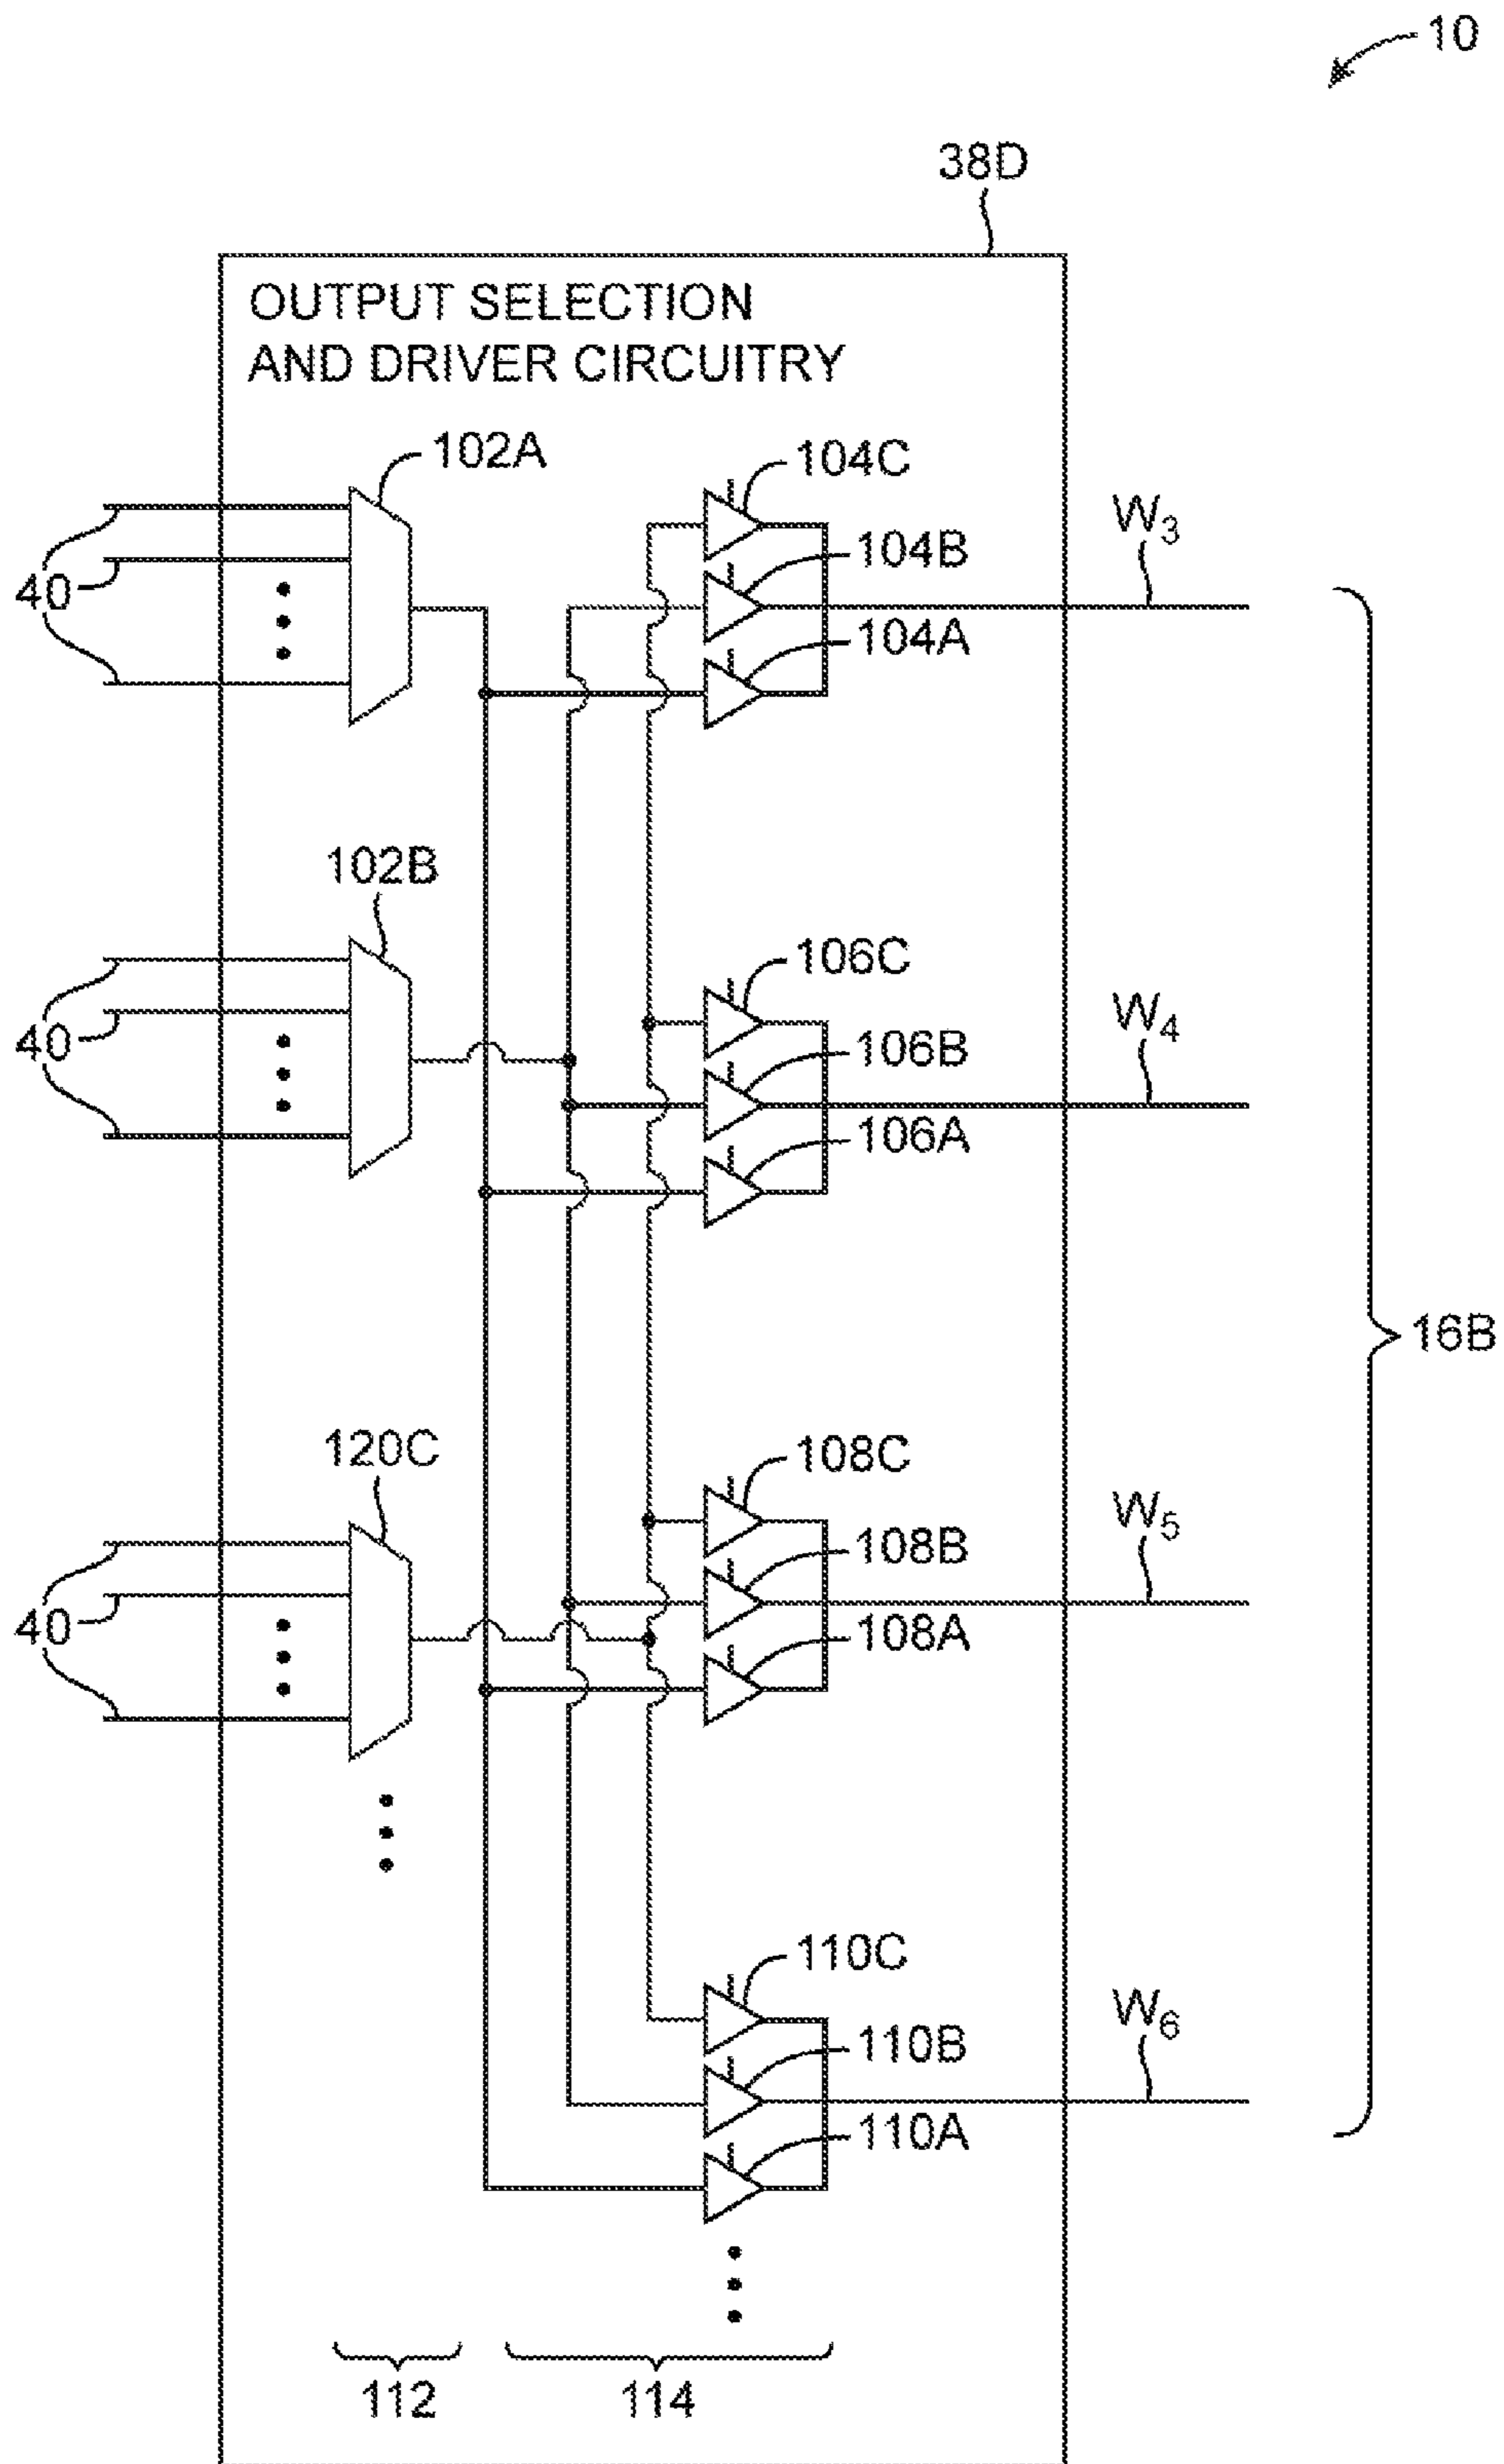 10
38D
OUTPUT SELECTION
AND DRIVER CIRCUITRY
102A
104C
W3
104B
40
104A
102B
106C
W4
40
106B
106A
16B
120C
108C
W5
108B
40
108A
110C
W6
110B
110A
112
114